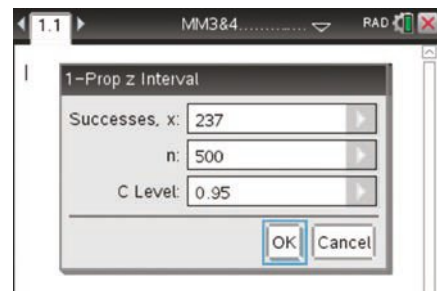 1.1 MM3&4............. RAD
1-Prop z Interval
Successes, x: 237
n: 500
C Level: 0.95
OK Cancel